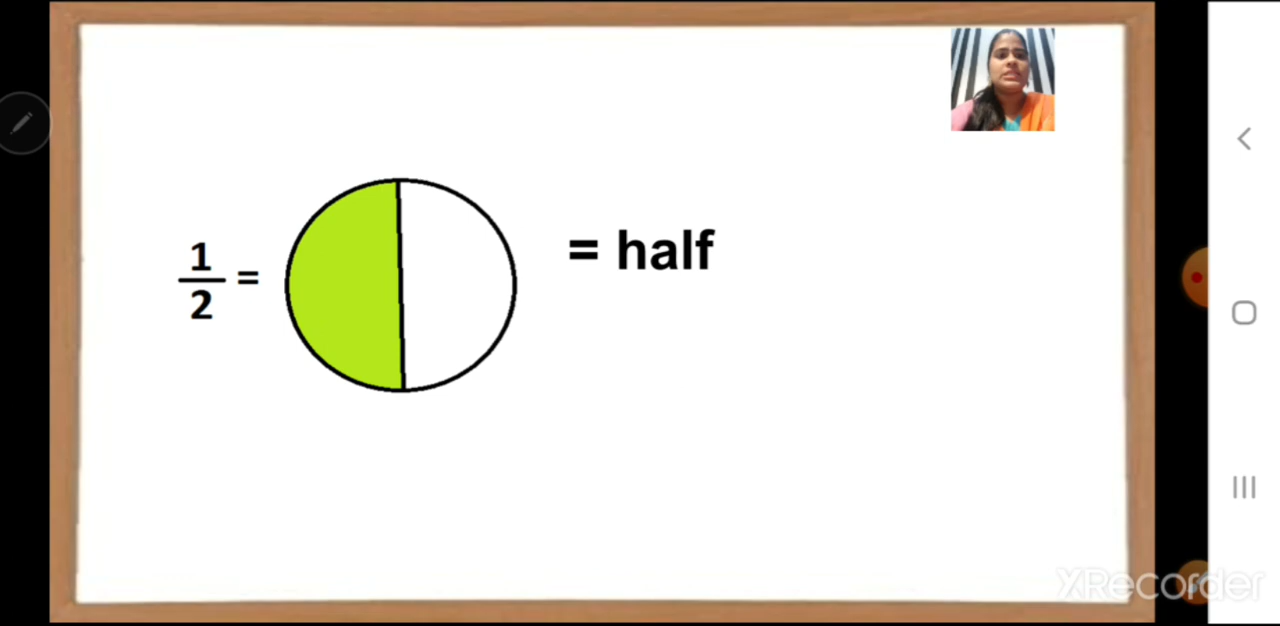 1/2 = = half
XRecorder